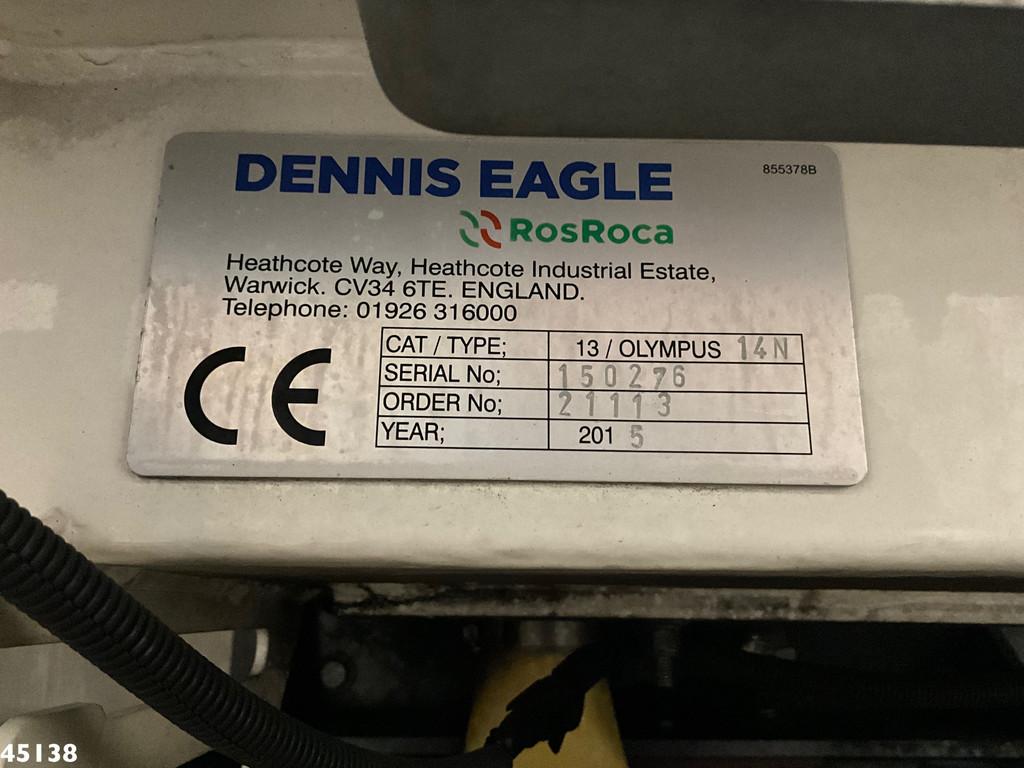 DENNIS EAGLE
855378B
RosRoca
Heathcote Way, Heathcote Industrial Estate,
Warwick. CV34 6TE. ENGLAND.
Telephone: 01926 316000
CE
CAT / TYPE; 13 / OLYMPUS 14N
SERIAL No; 150276
ORDER No; 21113
YEAR; 2015
45138